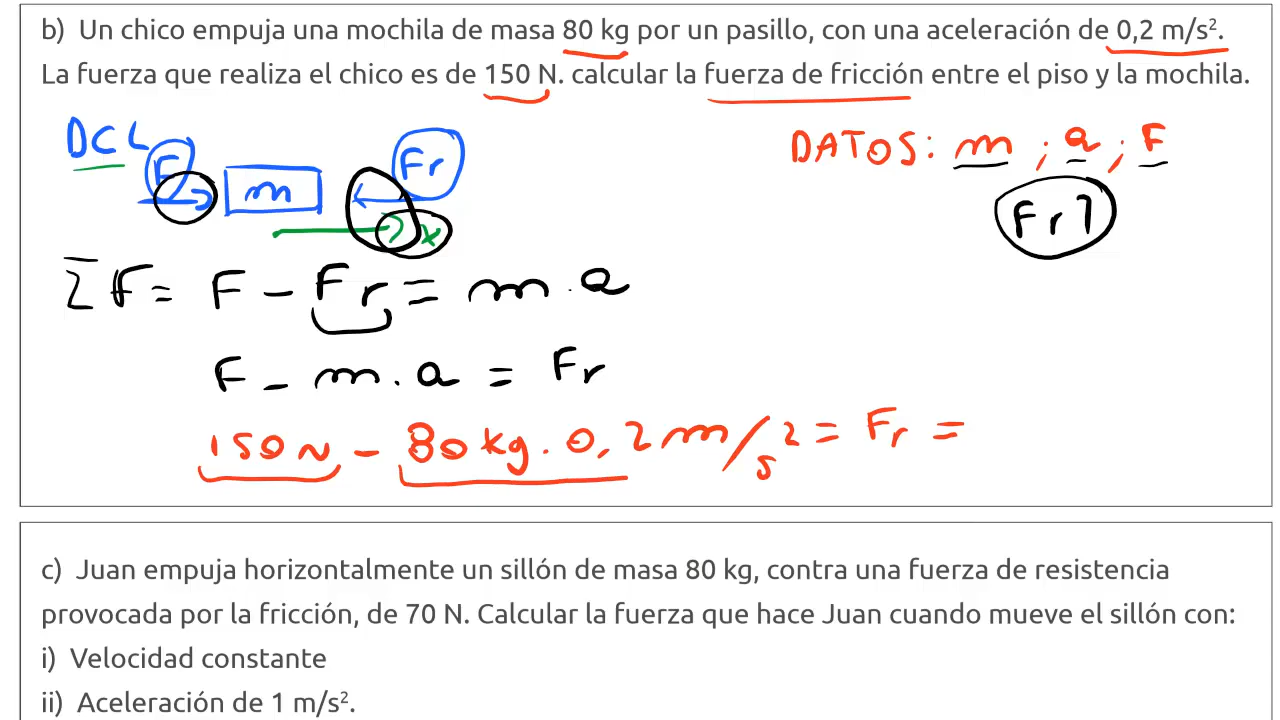 b) Un chico empuja una mochila de masa 80 kg por un pasillo, con una aceleración de 0,2 m/s².
La fuerza que realiza el chico es de 150 N. calcular la fuerza de fricción entre el piso y la mochila.
DCL
F m Fr
x
DATOS: m ; a ; F
Fr?
ΣF = F - Fr = m . a
F - m . a = Fr
150 N - 80 kg . 0,2 m/s2 = Fr =
c) Juan empuja horizontalmente un sillón de masa 80 kg, contra una fuerza de resistencia
provocada por la fricción, de 70 N. Calcular la fuerza que hace Juan cuando mueve el sillón con:
i) Velocidad constante
ii) Aceleración de 1 m/s².